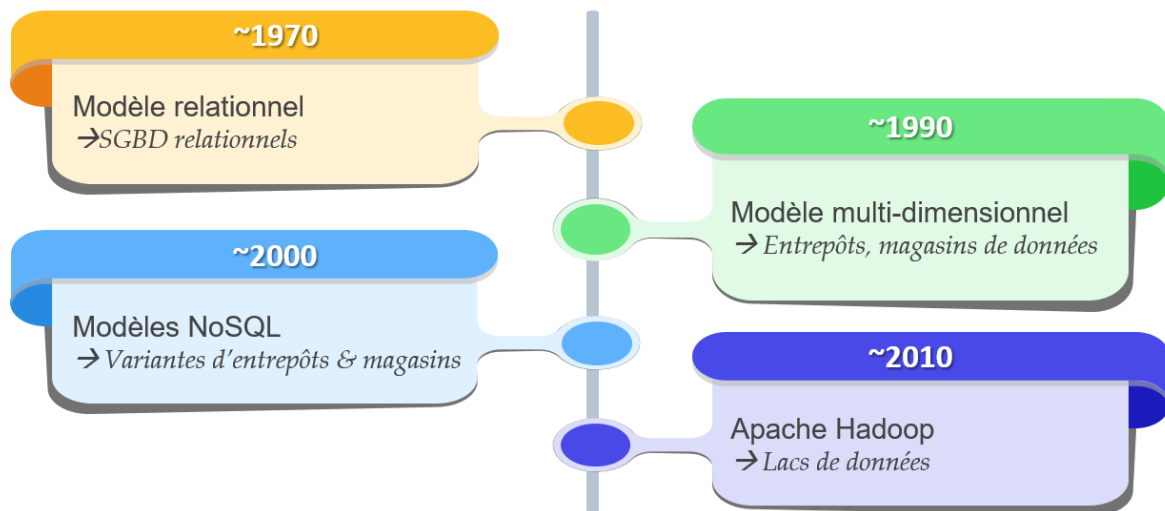 ~1970
Modèle relationnel
→SGBD relationnels
~1990
Modèle multi-dimensionnel
→ Entrepôts, magasins de données
~2000
Modèles NoSQL
→ Variantes d’entrepôts & magasins
~2010
Apache Hadoop
→ Lacs de données